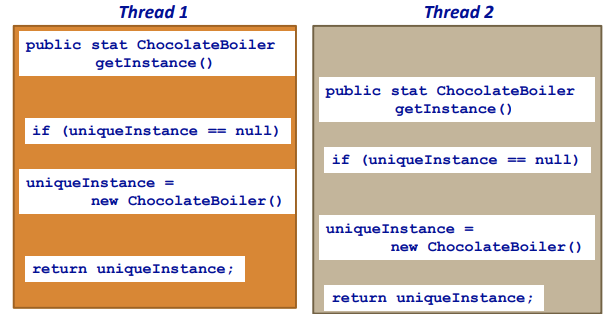 Thread 1
public stat ChocolateBoiler
getInstance()
if (uniqueInstance == null)
uniqueInstance =
new ChocolateBoiler()
return uniqueInstance;
Thread 2
public stat ChocolateBoiler
getInstance()
if (uniqueInstance == null)
uniqueInstance =
new ChocolateBoiler()
return uniqueInstance;